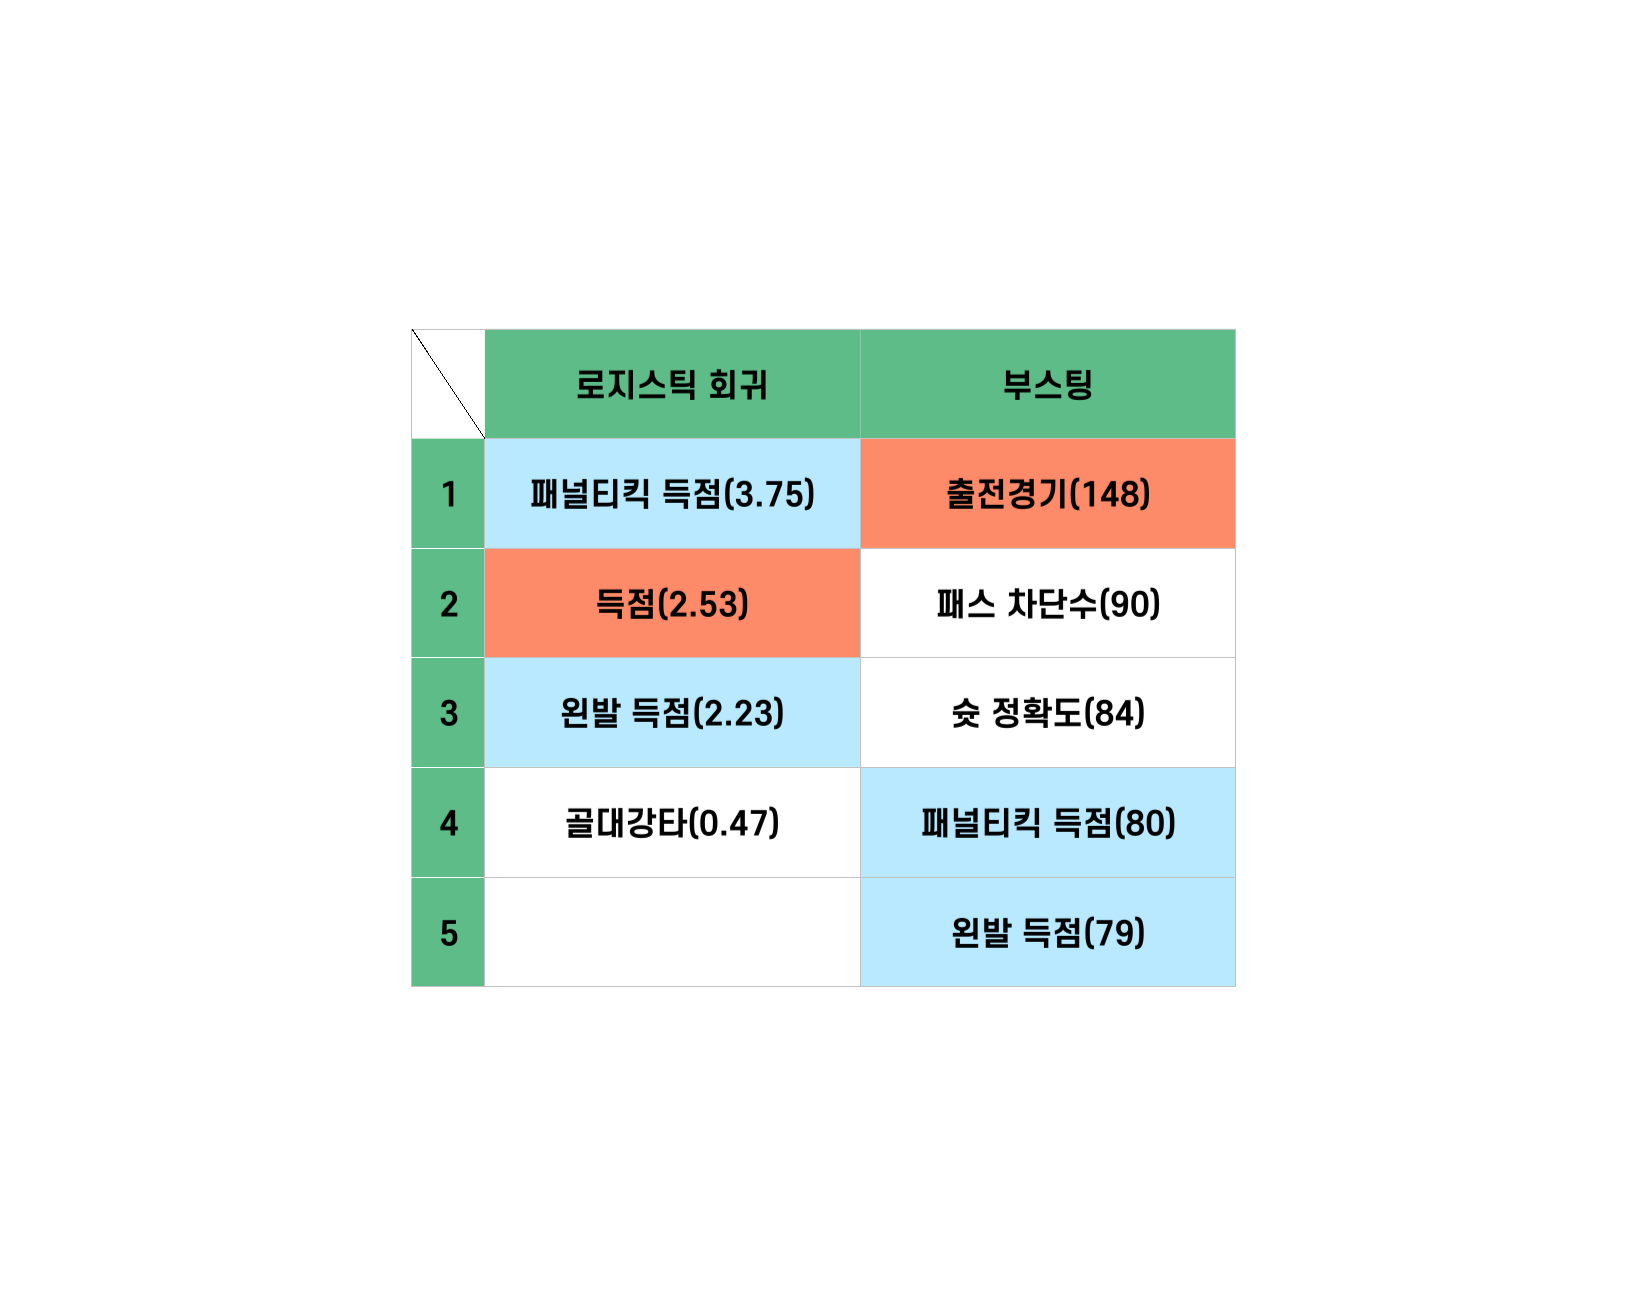 로지스틱 회귀 부스팅
1 패널티킥 득점(3.75) 출전경기(148)
2 득점(2.53) 패스 차단수(90)
3 왼발 득점(2.23) 슛 정확도(84)
4 골대강타(0.47) 패널티킥 득점(80)
5 왼발 득점(79)